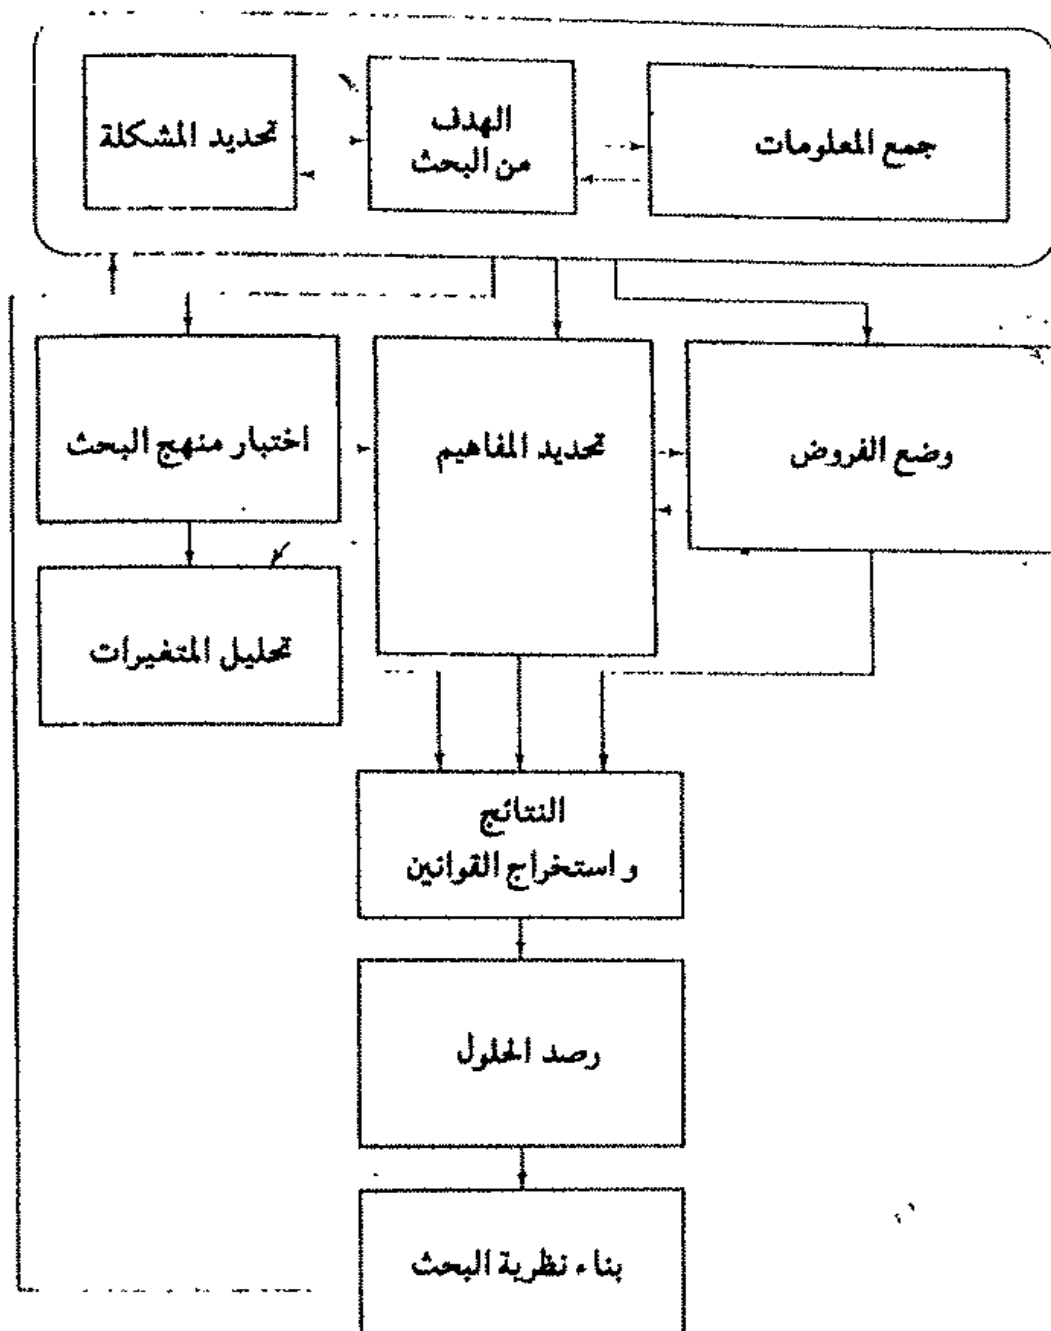 جمع المعلومات
الهدف
من البحث
تحديد المشكلة
وضع الفروض
تحديد المفاهيم
اختبار منهج البحث
تحليل المتغيرات
النتائج
و استخراج القوانين
رصد الحلول
بناء نظرية البحث